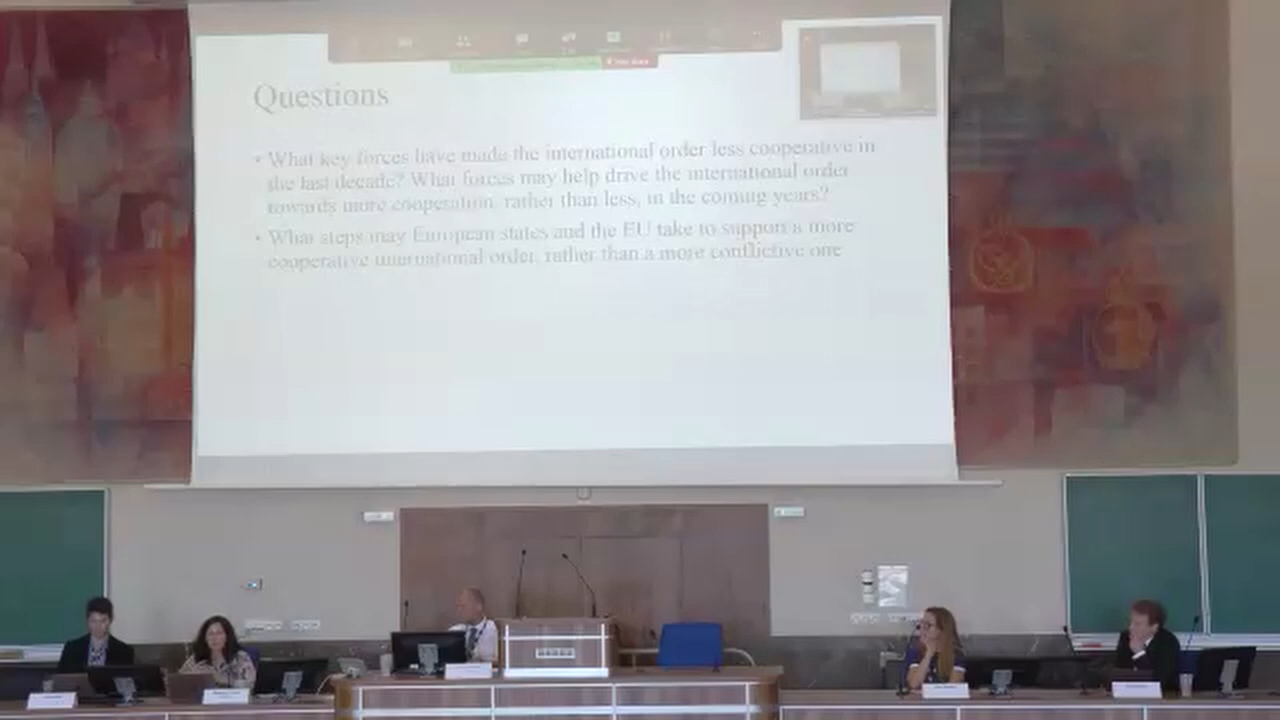 Questions
• What key forces have made the international order less cooperative in
the last decade? What forces may help drive the international order
towards more cooperation, rather than less, in the coming years?
• What steps may European states and the EU take to support a more
cooperative international order, rather than a more conflictive one